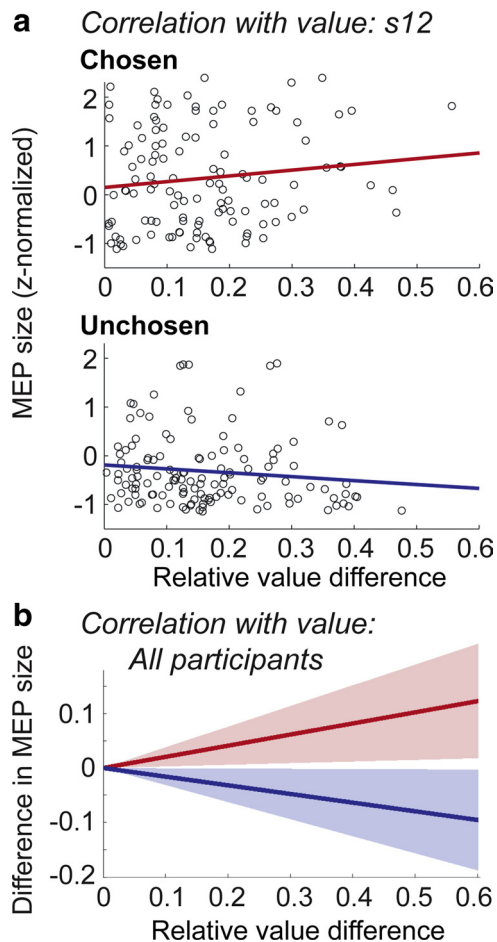 a Correlation with value: s12
Chosen
MEP size (z-normalized)
2
1
0
-1
0 0.1 0.2 0.3 0.4 0.5 0.6
Unchosen
2
1
0
-1
0 0.1 0.2 0.3 0.4 0.5 0.6
Relative value difference
b Correlation with value:
All participants
Difference in MEP size
0.1
0
-0.1
-0.2
0 0.1 0.2 0.3 0.4 0.5 0.6
Relative value difference